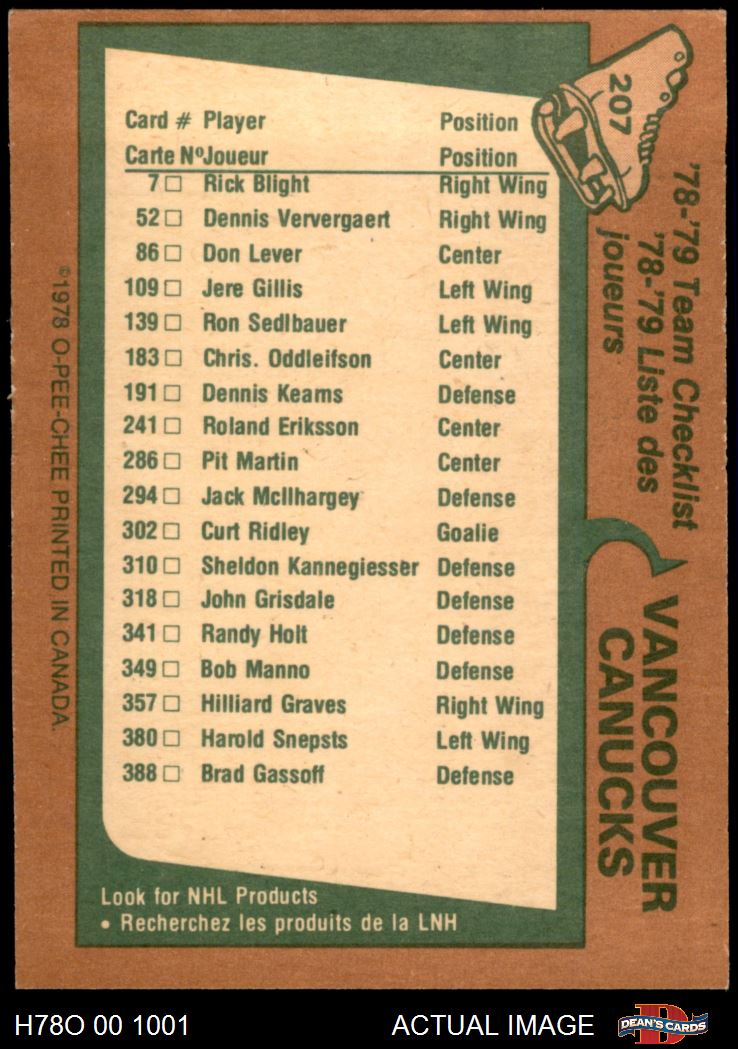 Card # Player Position
Carte Nº Joueur Position
7 □ Rick Blight Right Wing
52 □ Dennis Ververgaert Right Wing
86 □ Don Lever Center
109 □ Jere Gillis Left Wing
139 □ Ron Sedlbauer Left Wing
183 □ Chris. Oddleifson Center
191 □ Dennis Kearns Defense
241 □ Roland Eriksson Center
286 □ Pit Martin Center
294 □ Jack McIlhargey Defense
302 □ Curt Ridley Goalie
310 □ Sheldon Kannegiesser Defense
318 □ John Grisdale Defense
341 □ Randy Holt Defense
349 □ Bob Manno Defense
357 □ Hilliard Graves Right Wing
380 □ Harold Snepsts Left Wing
388 □ Brad Gassoff Defense
Look for NHL Products
• Recherchez les produits de la LNH
207
'78-'79 Team Checklist
'78-'79 Liste des
joueurs
VANCOUVER
CANUCKS
©1978 O-PEE-CHEE PRINTED IN CANADA.
H78O 00 1001
ACTUAL IMAGE
D
DEAN'S CARDS